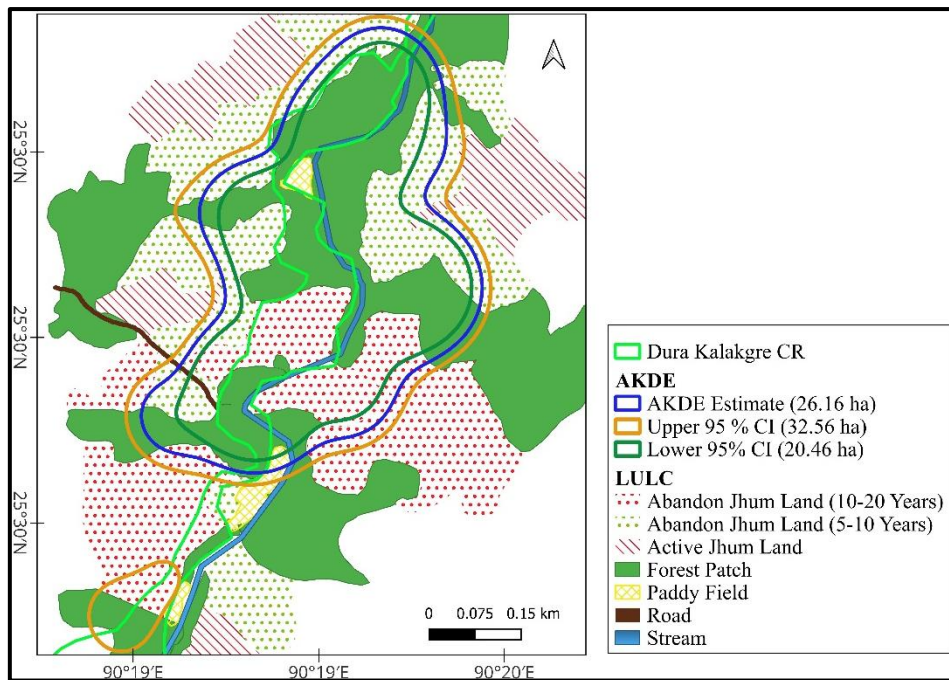 25°30'N
25°30'N
25°30'N
90°19'E
90°19'E
90°20'E
0 0.075 0.15 km
Dura Kalakgre CR
AKDE
AKDE Estimate (26.16 ha)
Upper 95 % CI (32.56 ha)
Lower 95% CI (20.46 ha)
LULC
Abandon Jhum Land (10-20 Years)
Abandon Jhum Land (5-10 Years)
Active Jhum Land
Forest Patch
Paddy Field
Road
Stream